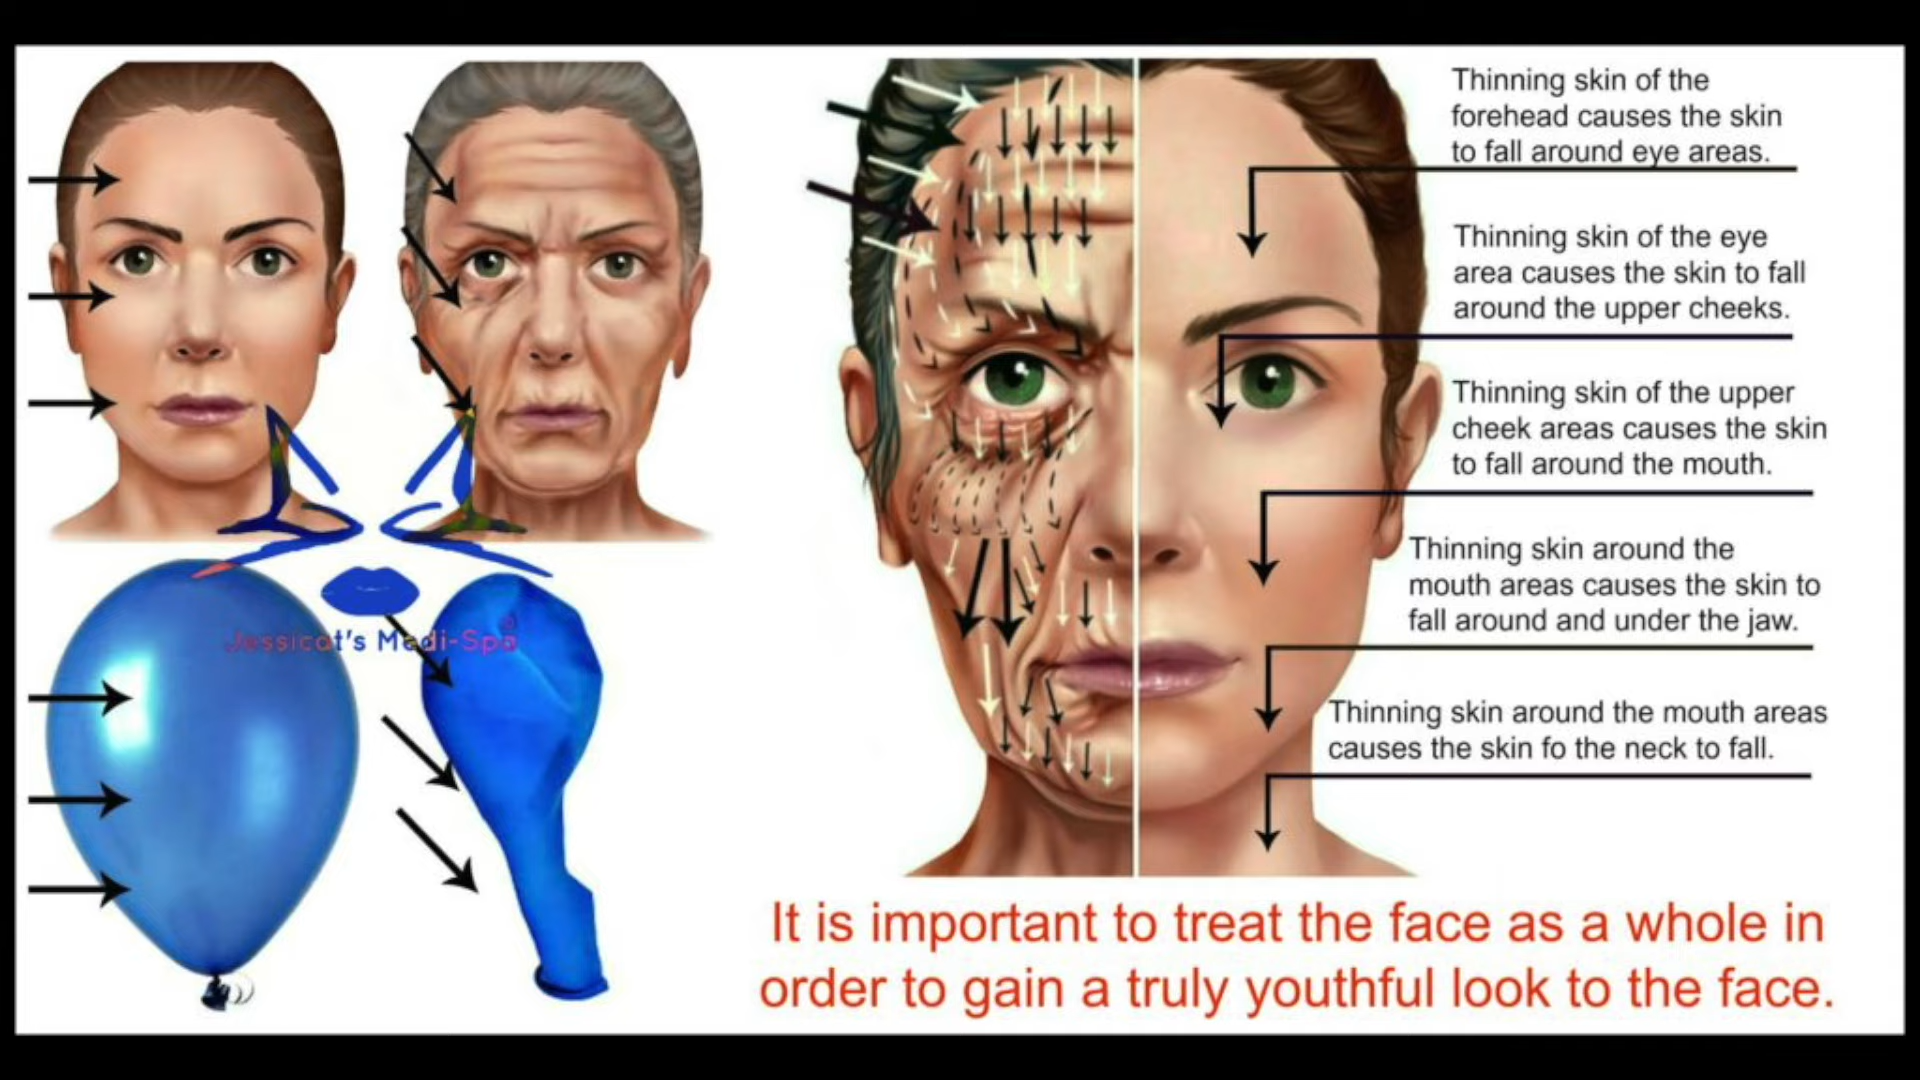 Thinning skin of the
forehead causes the skin
to fall around eye areas.
Thinning skin of the eye
area causes the skin to fall
around the upper cheeks.
Thinning skin of the upper
cheek areas causes the skin
to fall around the mouth.
Thinning skin around the
mouth areas causes the skin to
fall around and under the jaw.
Thinning skin around the mouth areas
causes the skin fo the neck to fall.
Jessicat's Medi-Spa
It is important to treat the face as a whole in
order to gain a truly youthful look to the face.